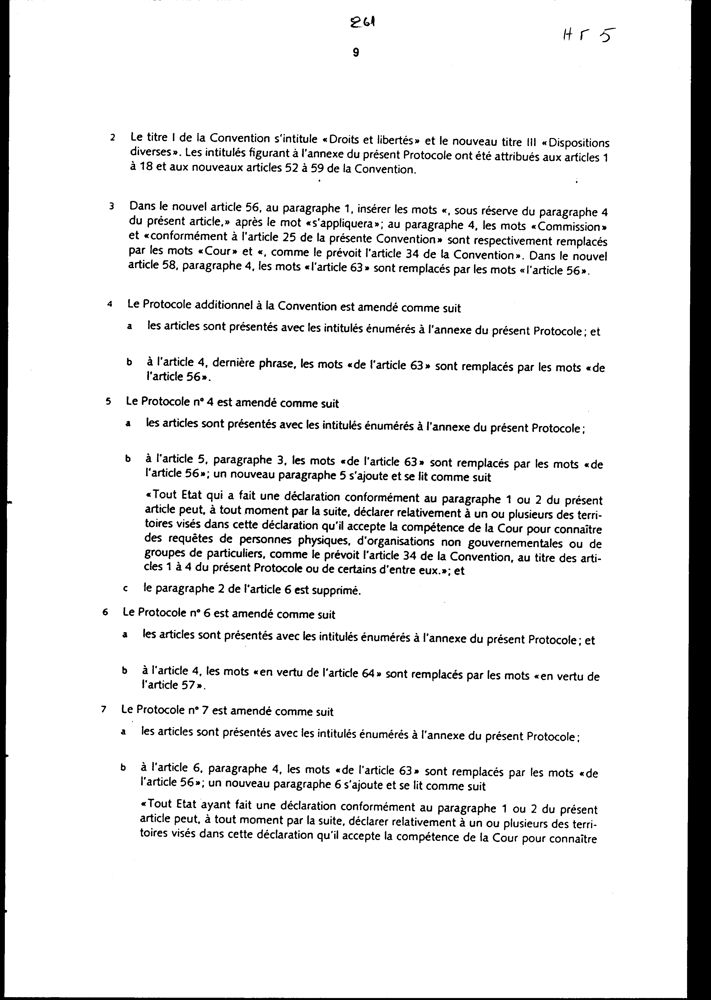 261
9
2 Le titre I de la Convention s'intitule «Droits et libertés» et le nouveau titre III «Dispositions
diverses». Les intitulés figurant à l'annexe du présent Protocole ont été attribués aux articles 1
à 18 et aux nouveaux articles 52 à 59 de la Convention.
3 Dans le nouvel article 56, au paragraphe 1, insérer les mots «, sous réserve du paragraphe 4
du présent article,» après le mot «s'appliquera»; au paragraphe 4, les mots «Commission»
et «conformément à l'article 25 de la présente Convention» sont respectivement remplacés
par les mots «Cour» et «, comme le prévoit l'article 34 de la Convention». Dans le nouvel
article 58, paragraphe 4, les mots «l'article 63» sont remplacés par les mots «l'article 56».
4 Le Protocole additionnel à la Convention est amendé comme suit
a les articles sont présentés avec les intitulés énumérés à l'annexe du présent Protocole; et
b à l'article 4, dernière phrase, les mots «de l'article 63» sont remplacés par les mots «de
l'article 56».
5 Le Protocole n° 4 est amendé comme suit
a les articles sont présentés avec les intitulés énumérés à l'annexe du présent Protocole;
b à l'article 5, paragraphe 3, les mots «de l'article 63» sont remplacés par les mots «de
l'article 56»; un nouveau paragraphe 5 s'ajoute et se lit comme suit
«Tout Etat qui a fait une déclaration conformément au paragraphe 1 ou 2 du présent
article peut, à tout moment par la suite, déclarer relativement à un ou plusieurs des terri-
toires visés dans cette déclaration qu'il accepte la compétence de la Cour pour connaître
des requêtes de personnes physiques, d'organisations non gouvernementales ou de
groupes de particuliers, comme le prévoit l'article 34 de la Convention, au titre des arti-
cles 1 à 4 du présent Protocole ou de certains d'entre eux.»; et
c le paragraphe 2 de l'article 6 est supprimé.
6 Le Protocole n° 6 est amendé comme suit
a les articles sont présentés avec les intitulés énumérés à l'annexe du présent Protocole; et
b à l'article 4, les mots «en vertu de l'article 64» sont remplacés par les mots «en vertu de
l'article 57».
7 Le Protocole n° 7 est amendé comme suit
a les articles sont présentés avec les intitulés énumérés à l'annexe du présent Protocole;
b à l'article 6, paragraphe 4, les mots «de l'article 63» sont remplacés par les mots «de
l'article 56»; un nouveau paragraphe 6 s'ajoute et se lit comme suit
«Tout Etat ayant fait une déclaration conformément au paragraphe 1 ou 2 du présent
article peut, à tout moment par la suite, déclarer relativement à un ou plusieurs des terri-
toires visés dans cette déclaration qu'il accepte la compétence de la Cour pour connaître